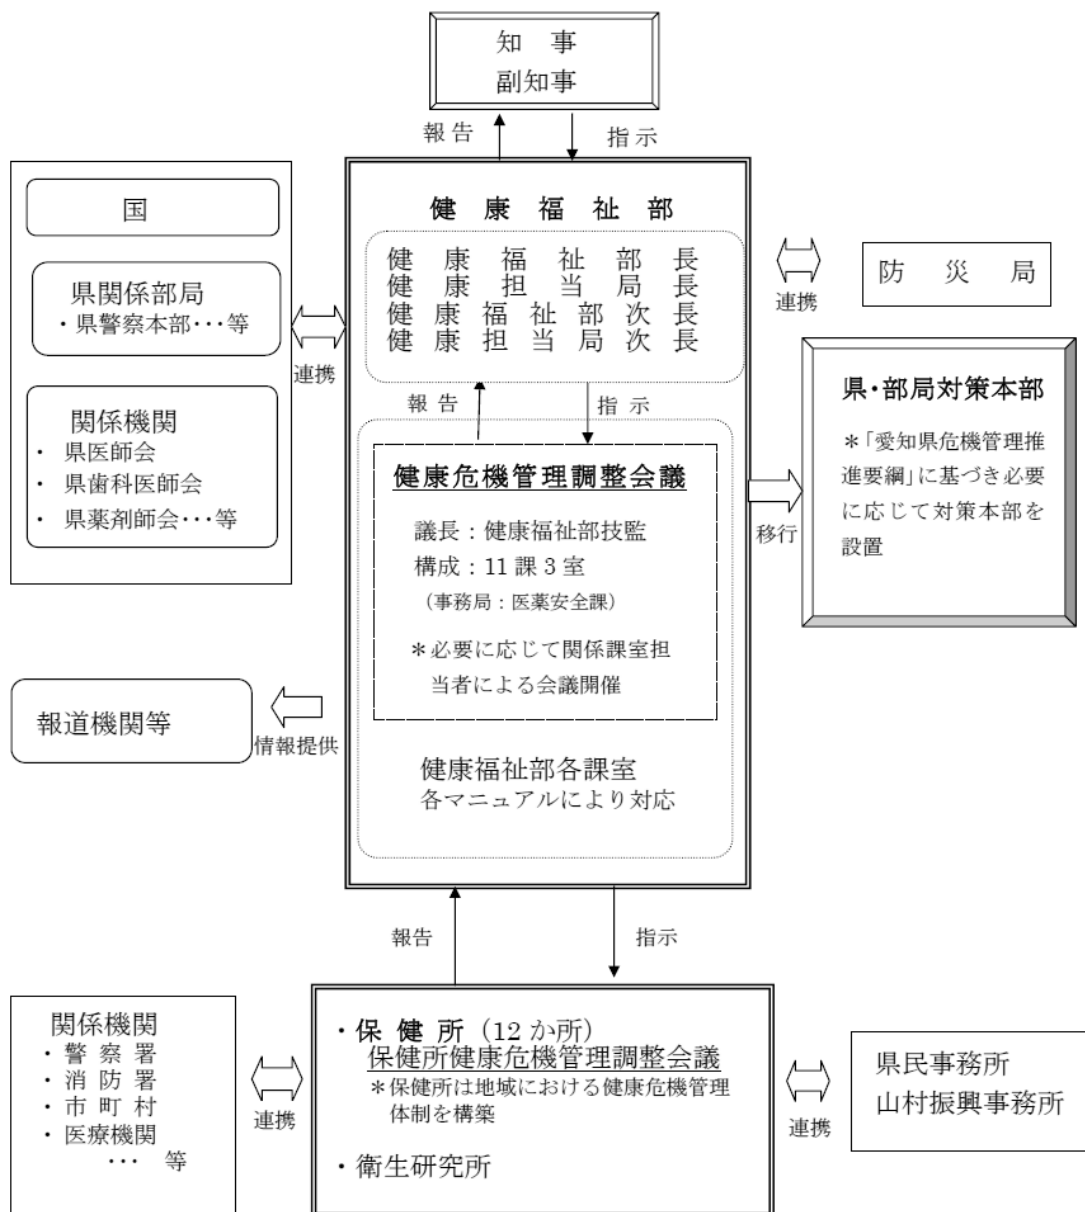 知　事
副知事
報 告
指 示
国
県関係部局
・県警察本部･･･等
関係機関
・ 県医師会
・ 県歯科医師会
・ 県薬剤師会･･･等
連携
健 康 福 祉 部
健 康 福 祉 部 長
健 康 担 当 局 長
健 康 福 祉 部 次 長
健 康 担 当 局 次 長
報 告
指 示
連携
防 災 局
健康危機管理調整会議
議長：健康福祉部技監
構成：11 課 3 室
（事務局：医薬安全課）
＊必要に応じて関係課室担
当者による会議開催
健康福祉部各課室
各マニュアルにより対応
移行
県・部局対策本部
＊「愛知県危機管理推
進要綱」に基づき必要
に応じて対策本部を
設置
報道機関等
情報提供
報告
指示
関係機関
・ 警 察 署
・ 消 防 署
・ 市 町 村
・ 医療機関
･･･ 等
連携
・保 健 所（12 か所）
保健所健康危機管理調整会議
＊保健所は地域における健康危機管理
体制を構築
・衛生研究所
連携
県民事務所
山村振興事務所